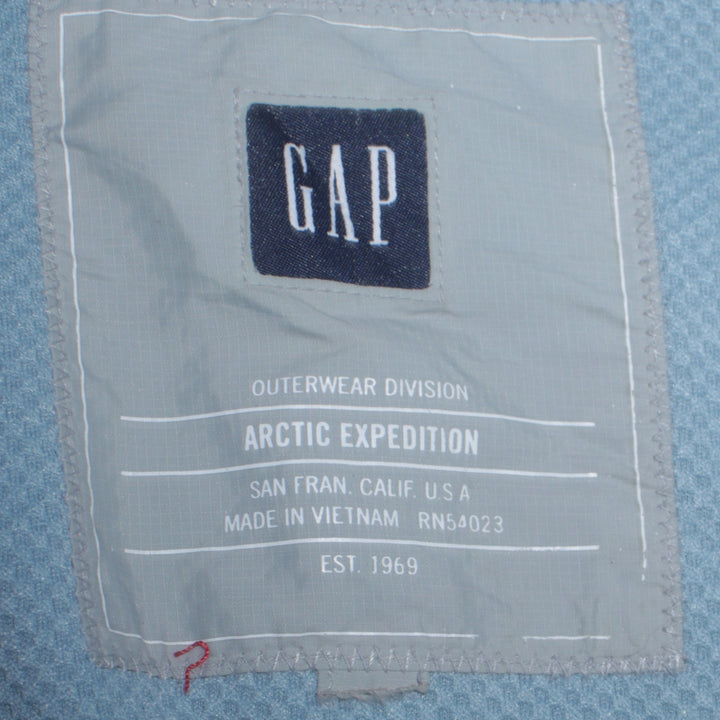 GAP
OUTERWEAR DIVISION
ARCTIC EXPEDITION
SAN FRAN. CALIF. U.S.A
MADE IN VIETNAM RN54023
EST. 1969